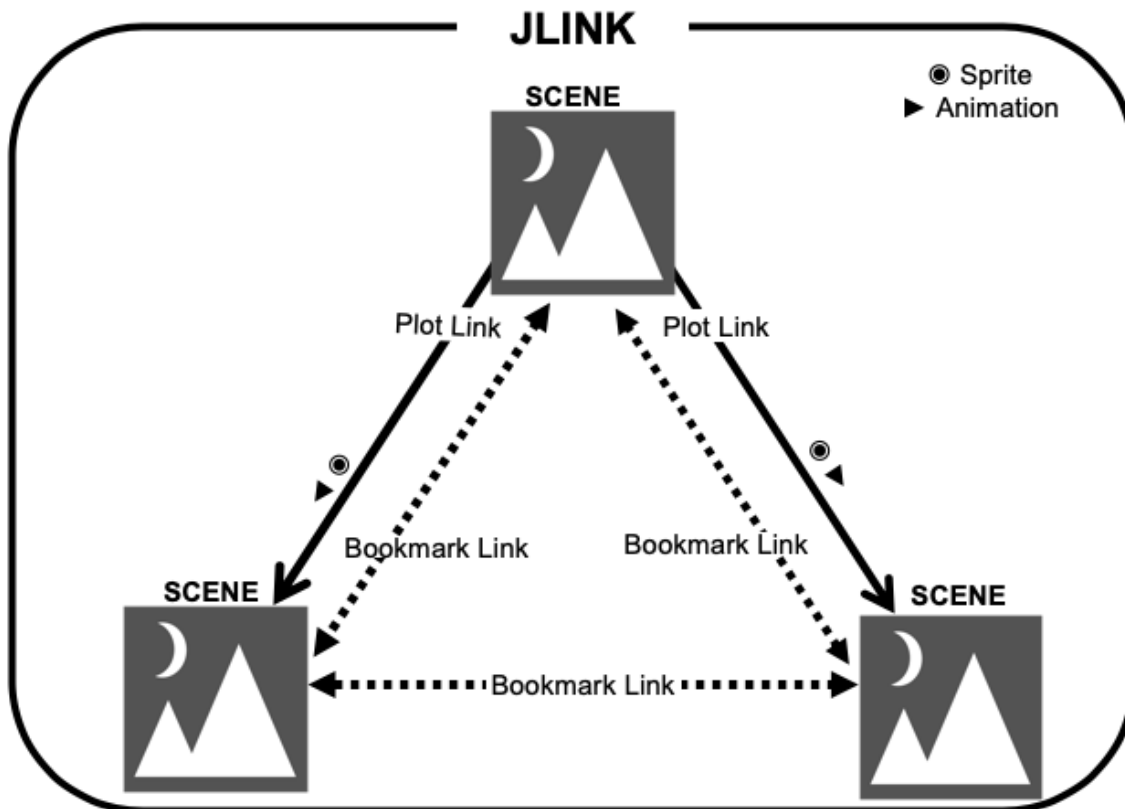 JLINK
Sprite
Animation
SCENE
Plot Link
Plot Link
Bookmark Link
Bookmark Link
SCENE
SCENE
Bookmark Link